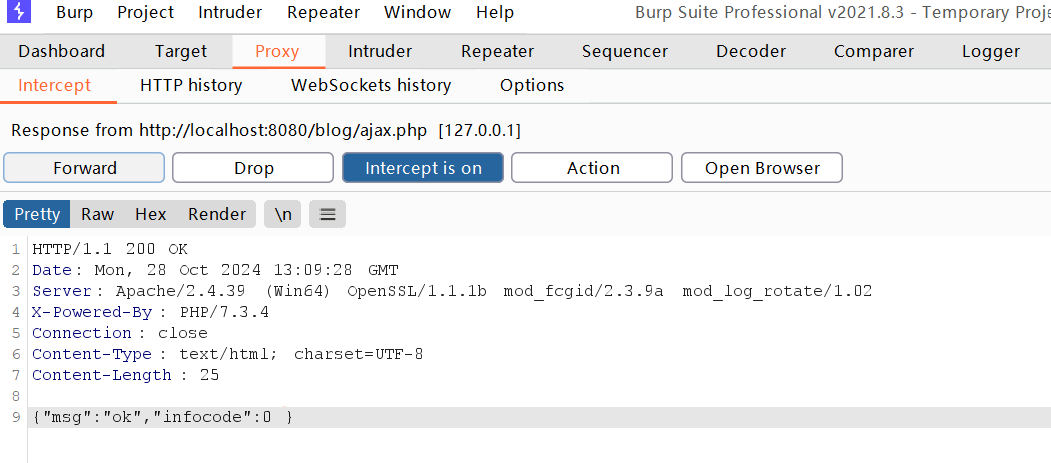 Burp Project Intruder Repeater Window Help Burp Suite Professional v2021.8.3 - Temporary Proje
Dashboard Target Proxy Intruder Repeater Sequencer Decoder Comparer Logger
Intercept HTTP history WebSockets history Options
Response from http://localhost:8080/blog/ajax.php [127.0.0.1]
Forward Drop Intercept is on Action Open Browser
Pretty Raw Hex Render \n
1 HTTP/1.1 200 OK
2 Date: Mon, 28 Oct 2024 13:09:28 GMT
3 Server: Apache/2.4.39 (Win64) OpenSSL/1.1.1b mod_fcgid/2.3.9a mod_log_rotate/1.02
4 X-Powered-By: PHP/7.3.4
5 Connection: close
6 Content-Type: text/html; charset=UTF-8
7 Content-Length: 25
8
9 {"msg":"ok","infocode":0 }